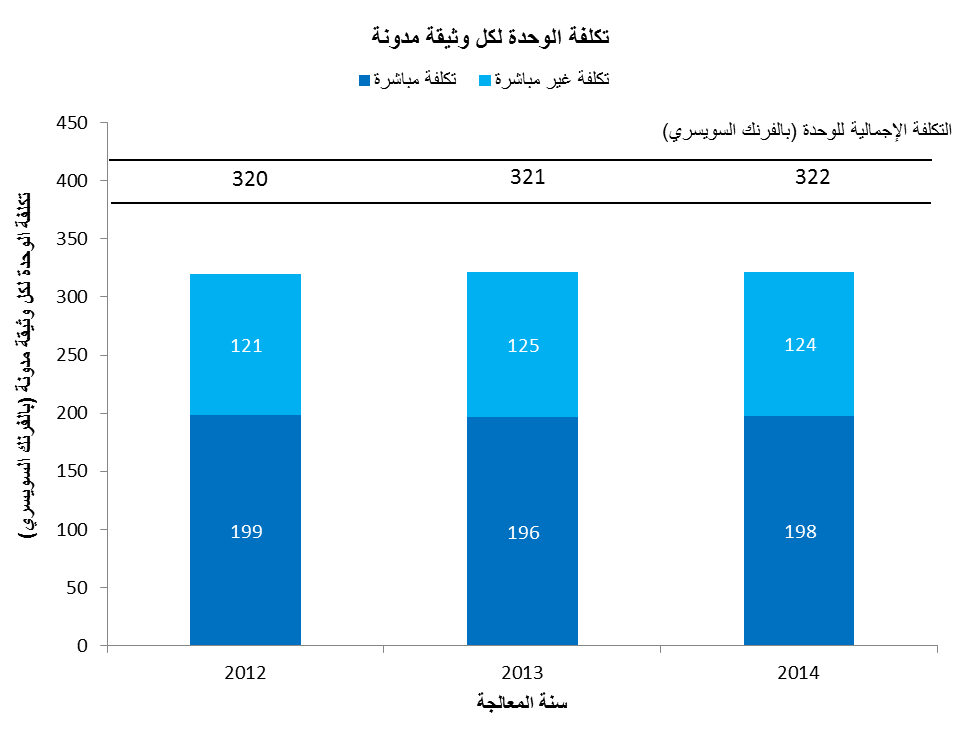 تكلفة الوحدة لكل وثيقة مدونة
تكلفة مباشرة تكلفة غير مباشرة
التكلفة الإجمالية للوحدة (بالفرنك السويسري)
320 321 322
450
400
350
300
250
200
150
100
50
0
تكلفة الوحدة لكل وثيقة مدونة (بالفرنك السويسري)
121 125 124
199 196 198
2012 2013 2014
سنة المعالجة